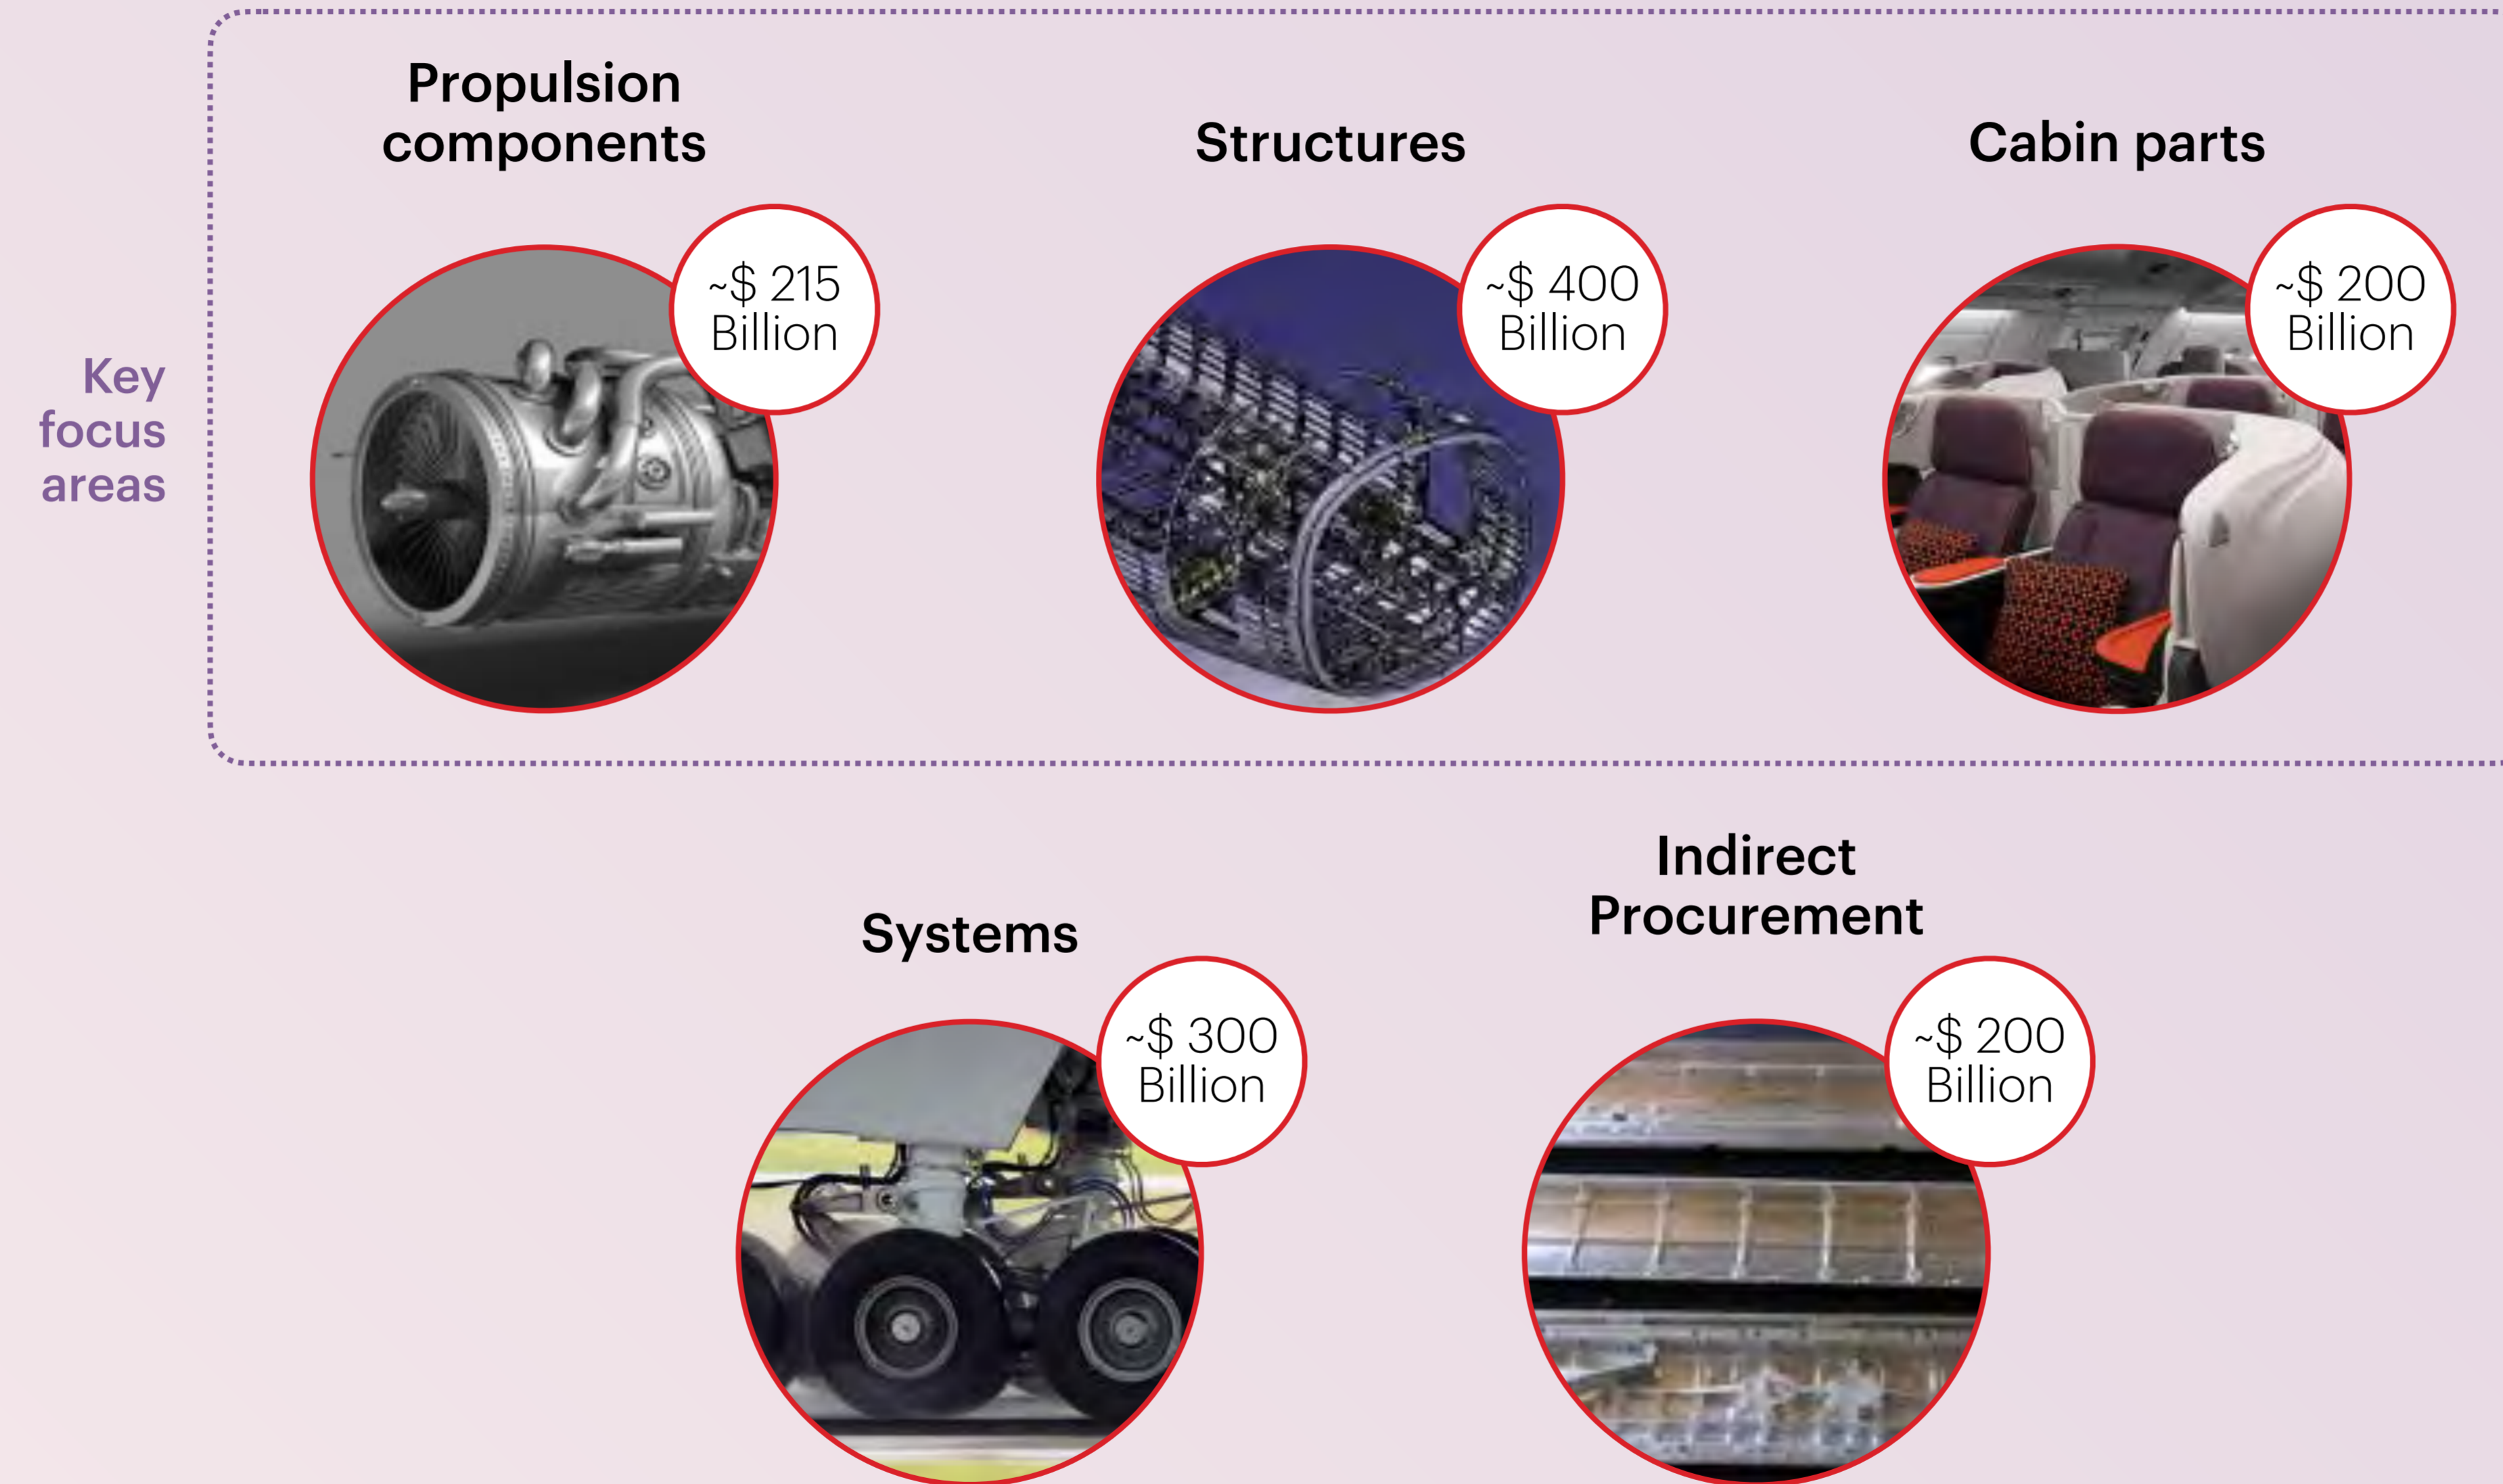 Propulsion
components
Structures
Cabin parts
~$ 215
Billion
~$ 400
Billion
~$ 200
Billion
Key
focus
areas
Systems
Indirect
Procurement
~$ 300
Billion
~$ 200
Billion